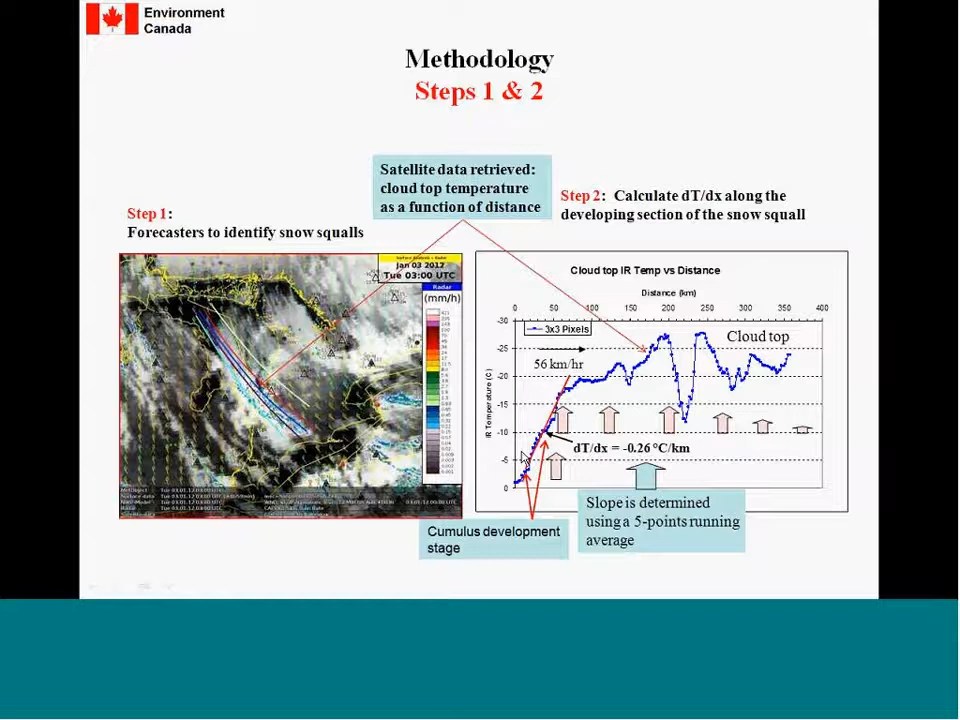 Environment
Canada
Methodology
Steps 1 & 2
Satellite data retrieved:
cloud top temperature
as a function of distance
Step 1:
Forecasters to identify snow squalls
Step 2: Calculate dT/dx along the
developing section of the snow squall
Jan 03 2012
Tue 03:00 UTC
Radar
(mm/h)
Cloud top IR Temp vs Distance
Distance (km)
0 50 100 150 200 250 300 350 400
-30
-25
-20
-15
-10
-5
0
IR Temperature (C)
3x3 Pixels
Cloud top
56 km/hr
dT/dx = -0.26 °C/km
Cumulus development
stage
Slope is determined
using a 5-points running
average